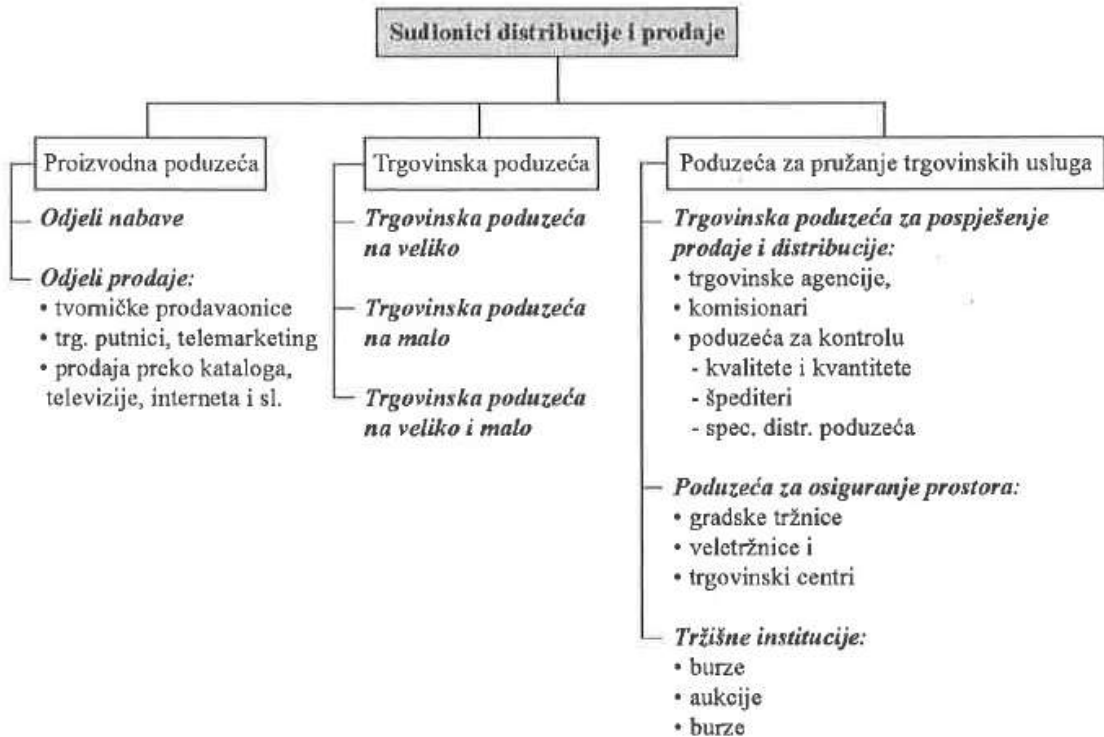 Sudionici distribucije i prodaje
Proizvodna poduzeća
Odjeli nabave
Odjeli prodaje:
• tvorničke prodavaonice
• trg. putnici, telemarketing
• prodaja preko kataloga,
televizije, interneta i sl.
Trgovinska poduzeća
Trgovinska poduzeća
na veliko
Trgovinska poduzeća
na malo
Trgovinska poduzeća
na veliko i malo
Poduzeća za pružanje trgovinskih usluga
Trgovinska poduzeća za pospješenje
prodaje i distribucije:
• trgovinske agencije,
• komisionari
• poduzeća za kontrolu
- kvalitete i kvantitete
- špediteri
- spec. distr. poduzeća
Poduzeća za osiguranje prostora:
• gradske tržnice
• veletržnice i
• trgovinski centri
Tržišne institucije:
• burze
• aukcije
• burze